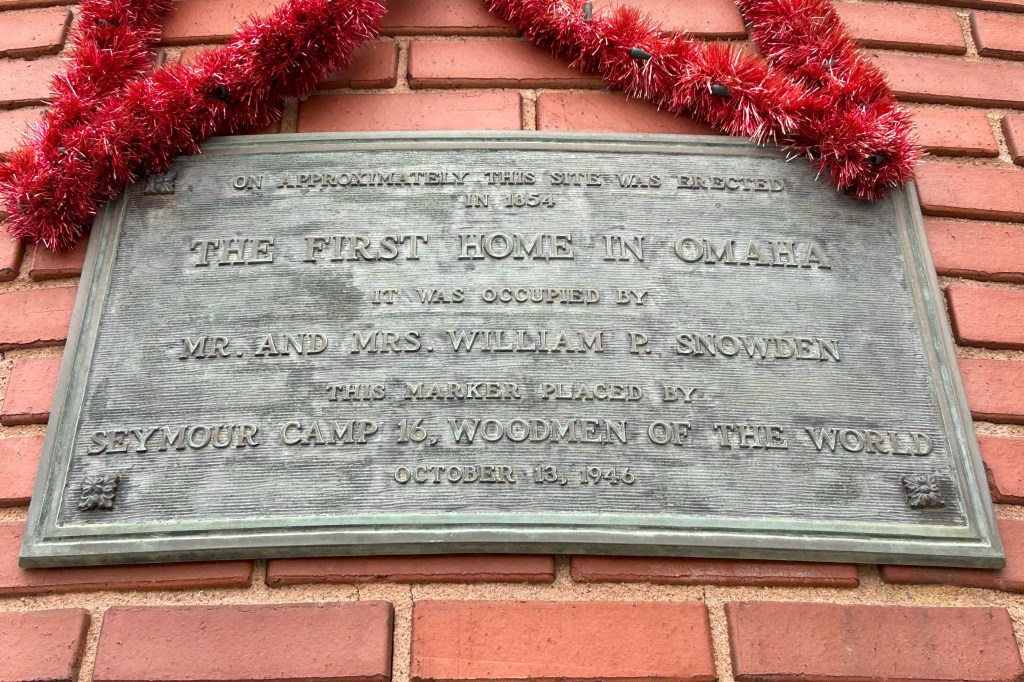 ON APPROXIMATELY THIS SITE WAS ERECTED
IN 1854
THE FIRST HOME IN OMAHA
IT WAS OCCUPIED BY
MR. AND MRS. WILLIAM P. SNOWDEN
THIS MARKER PLACED BY
SEYMOUR CAMP 16, WOODMEN OF THE WORLD
OCTOBER 13, 1946